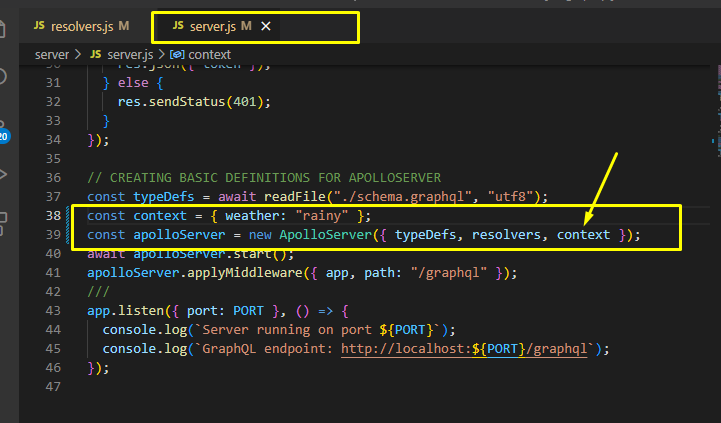 JS resolvers.js M JS server.js M ×
server > JS server.js > context
30 res.json({ token });
31 } else {
32 res.sendStatus(401);
33 }
34 });
35
36 // CREATING BASIC DEFINITIONS FOR APOLLOSERVER
37 const typeDefs = await readFile("./schema.graphql", "utf8");
38 const context = { weather: "rainy" };
39 const apolloServer = new ApolloServer({ typeDefs, resolvers, context });
40 await apolloServer.start();
41 apolloServer.applyMiddleware({ app, path: "/graphql" });
42 ///
43 app.listen({ port: PORT }, () => {
44 console.log(`Server running on port ${PORT}`);
45 console.log(`GraphQL endpoint: http://localhost:${PORT}/graphql`);
46 });
47
20